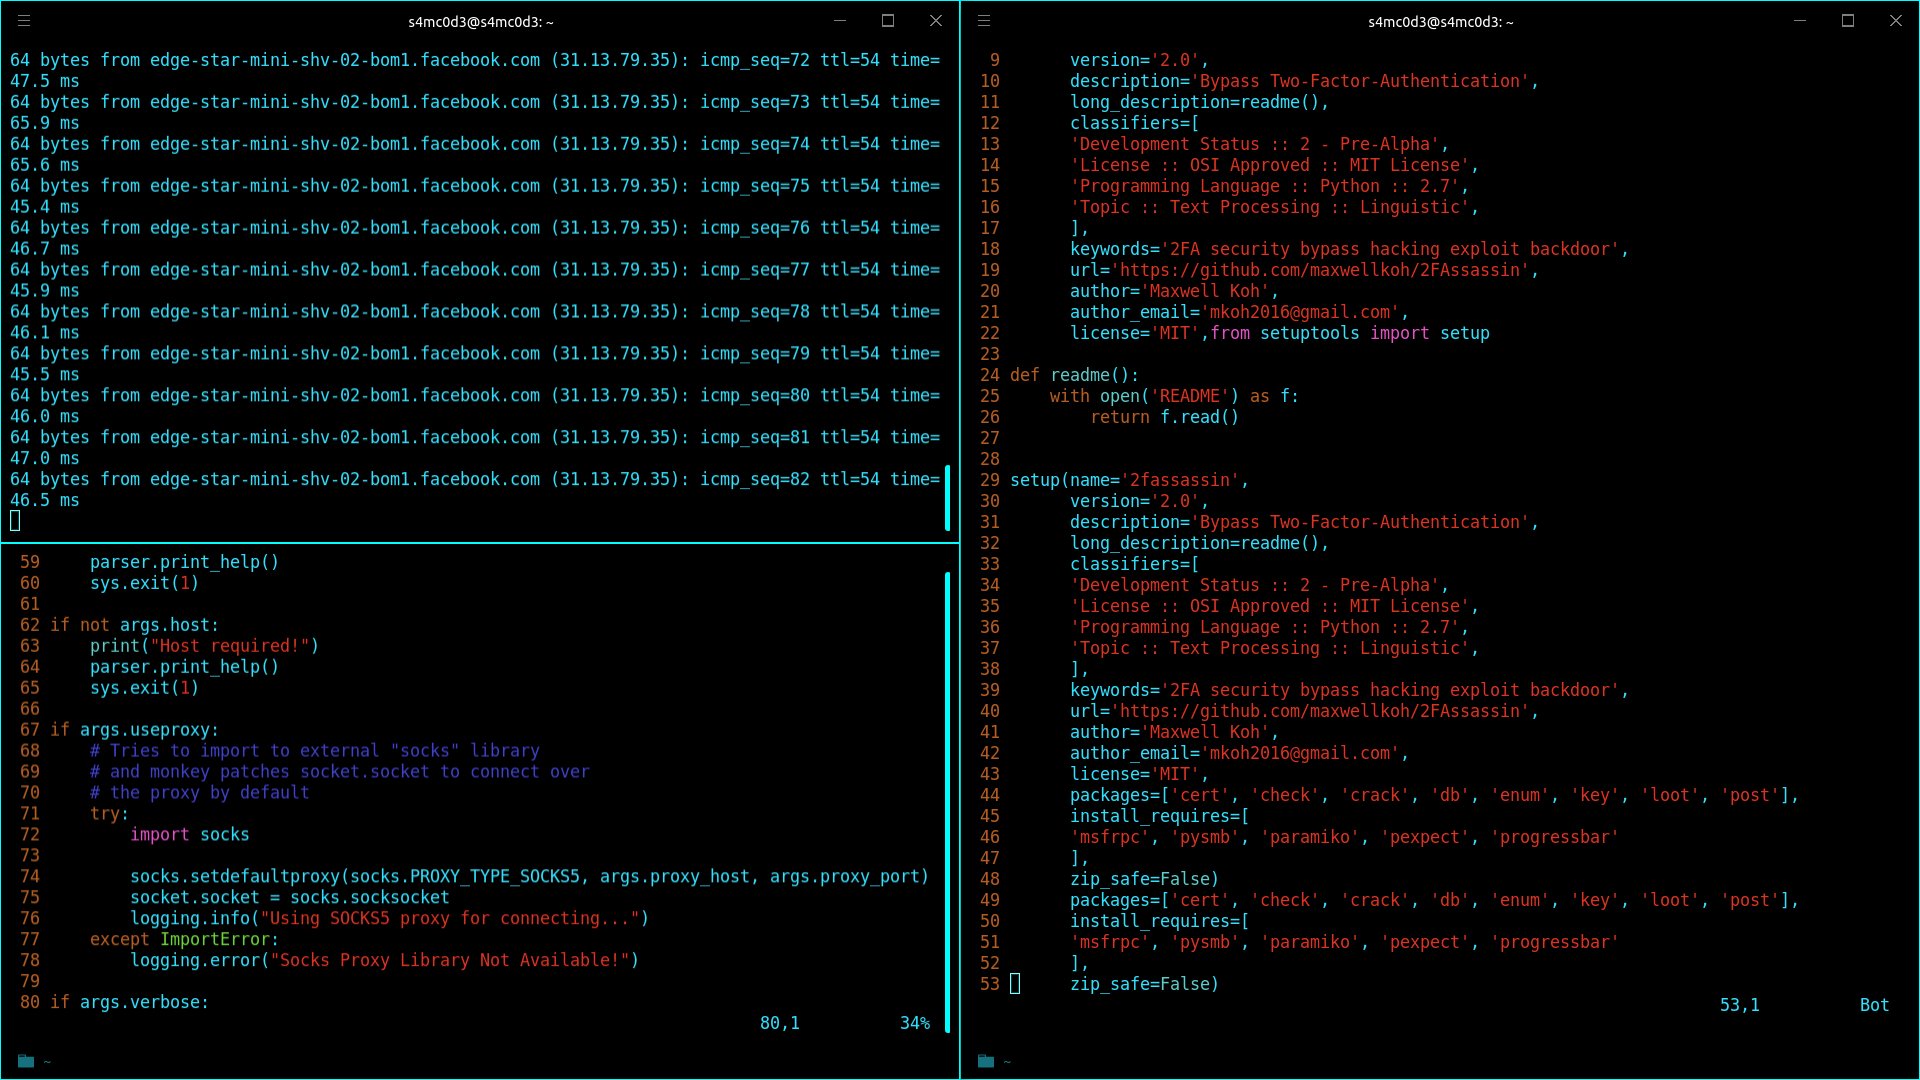 s4mc0d3@s4mc0d3: ~
64 bytes from edge-star-mini-shv-02-bom1.facebook.com (31.13.79.35): icmp_seq=72 ttl=54 time=
47.5 ms
64 bytes from edge-star-mini-shv-02-bom1.facebook.com (31.13.79.35): icmp_seq=73 ttl=54 time=
65.9 ms
64 bytes from edge-star-mini-shv-02-bom1.facebook.com (31.13.79.35): icmp_seq=74 ttl=54 time=
65.6 ms
64 bytes from edge-star-mini-shv-02-bom1.facebook.com (31.13.79.35): icmp_seq=75 ttl=54 time=
45.4 ms
64 bytes from edge-star-mini-shv-02-bom1.facebook.com (31.13.79.35): icmp_seq=76 ttl=54 time=
46.7 ms
64 bytes from edge-star-mini-shv-02-bom1.facebook.com (31.13.79.35): icmp_seq=77 ttl=54 time=
45.9 ms
64 bytes from edge-star-mini-shv-02-bom1.facebook.com (31.13.79.35): icmp_seq=78 ttl=54 time=
46.1 ms
64 bytes from edge-star-mini-shv-02-bom1.facebook.com (31.13.79.35): icmp_seq=79 ttl=54 time=
45.5 ms
64 bytes from edge-star-mini-shv-02-bom1.facebook.com (31.13.79.35): icmp_seq=80 ttl=54 time=
46.0 ms
64 bytes from edge-star-mini-shv-02-bom1.facebook.com (31.13.79.35): icmp_seq=81 ttl=54 time=
47.0 ms
64 bytes from edge-star-mini-shv-02-bom1.facebook.com (31.13.79.35): icmp_seq=82 ttl=54 time=
46.5 ms
59     parser.print_help()
60     sys.exit(1)
61
62 if not args.host:
63     print("Host required!")
64     parser.print_help()
65     sys.exit(1)
66
67 if args.useproxy:
68     # Tries to import to external "socks" library
69     # and monkey patches socket.socket to connect over
70     # the proxy by default
71     try:
72         import socks
73
74         socks.setdefaultproxy(socks.PROXY_TYPE_SOCKS5, args.proxy_host, args.proxy_port)
75         socket.socket = socks.socksocket
76         logging.info("Using SOCKS5 proxy for connecting...")
77     except ImportError:
78         logging.error("Socks Proxy Library Not Available!")
79
80 if args.verbose:
80,1          34%
~
s4mc0d3@s4mc0d3: ~
9       version='2.0',
10       description='Bypass Two-Factor-Authentication',
11       long_description=readme(),
12       classifiers=[
13       'Development Status :: 2 - Pre-Alpha',
14       'License :: OSI Approved :: MIT License',
15       'Programming Language :: Python :: 2.7',
16       'Topic :: Text Processing :: Linguistic',
17       ],
18       keywords='2FA security bypass hacking exploit backdoor',
19       url='https://github.com/maxwellkoh/2FAssassin',
20       author='Maxwell Koh',
21       author_email='mkoh2016@gmail.com',
22       license='MIT',from setuptools import setup
23
24 def readme():
25     with open('README') as f:
26         return f.read()
27
28
29 setup(name='2fassassin',
30       version='2.0',
31       description='Bypass Two-Factor-Authentication',
32       long_description=readme(),
33       classifiers=[
34       'Development Status :: 2 - Pre-Alpha',
35       'License :: OSI Approved :: MIT License',
36       'Programming Language :: Python :: 2.7',
37       'Topic :: Text Processing :: Linguistic',
38       ],
39       keywords='2FA security bypass hacking exploit backdoor',
40       url='https://github.com/maxwellkoh/2FAssassin',
41       author='Maxwell Koh',
42       author_email='mkoh2016@gmail.com',
43       license='MIT',
44       packages=['cert', 'check', 'crack', 'db', 'enum', 'key', 'loot', 'post'],
45       install_requires=[
46       'msfrpc', 'pysmb', 'paramiko', 'pexpect', 'progressbar'
47       ],
48       zip_safe=False)
49       packages=['cert', 'check', 'crack', 'db', 'enum', 'key', 'loot', 'post'],
50       install_requires=[
51       'msfrpc', 'pysmb', 'paramiko', 'pexpect', 'progressbar'
52       ],
53       zip_safe=False)
53,1          Bot
~